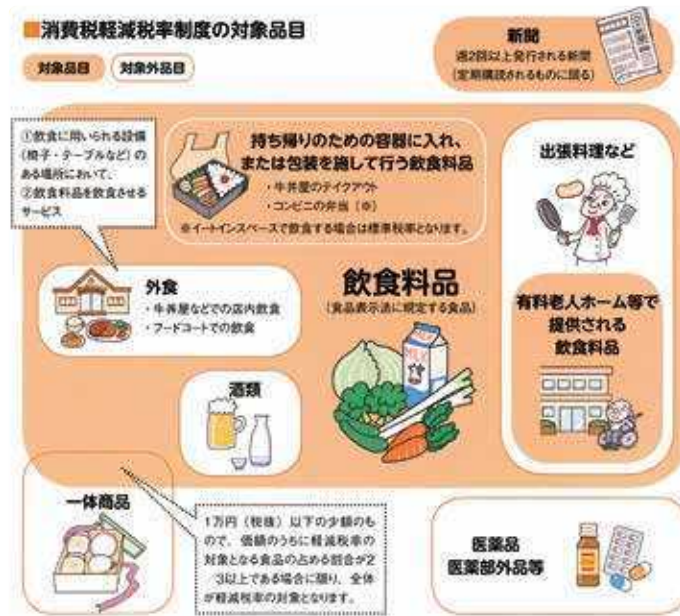 ■消費税軽減税率制度の対象品目
対象品目
対象外品目
新聞
週2回以上発行される新聞
(定期購読されるものに限る)
①飲食に用いられる設備
(椅子・テーブルなど)の
ある場所において、
②飲食料品を飲食させる
サービス
持ち帰りのための容器に入れ、
または包装を施して行う飲食料品
・牛丼屋のテイクアウト
・コンビニの弁当(※)
※イートインスペースで飲食する場合は標準税率となります。
出張料理など
外食
・牛丼屋などでの店内飲食
・フードコートでの飲食
飲食料品
(食品表示法に規定する食品)
MILK
有料老人ホーム等で
提供される
飲食料品
酒類
一体商品
1万円(税抜)以下の少額のも
ので、価額のうちに軽減税率の
対象となる食品の占める割合が2
3以上である場合に限り、全体
が軽減税率の対象となります。
医薬品
医薬部外品等